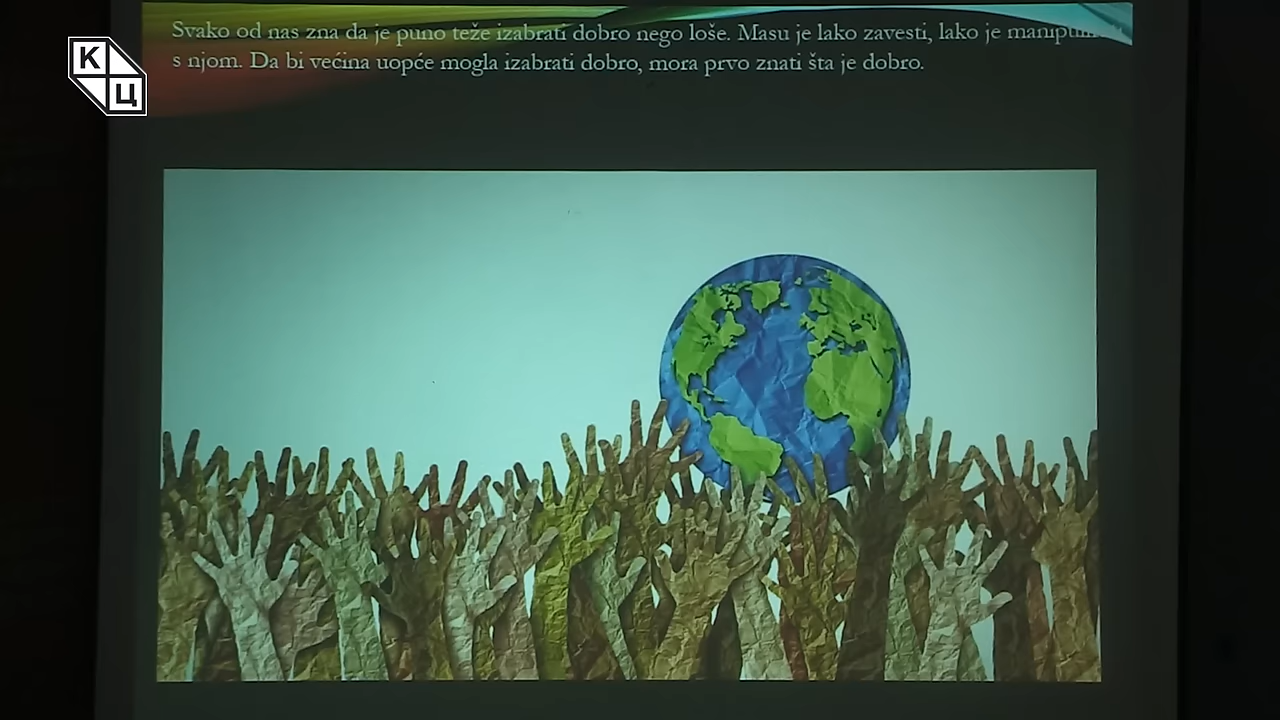 Svako od nas zna da je puno teže izabrati dobro nego loše. Masu je lako zavesti, lako je
s njom. Da bi većina uopće mogla izabrati dobro, mora prvo znati šta je dobro.
К
Ц